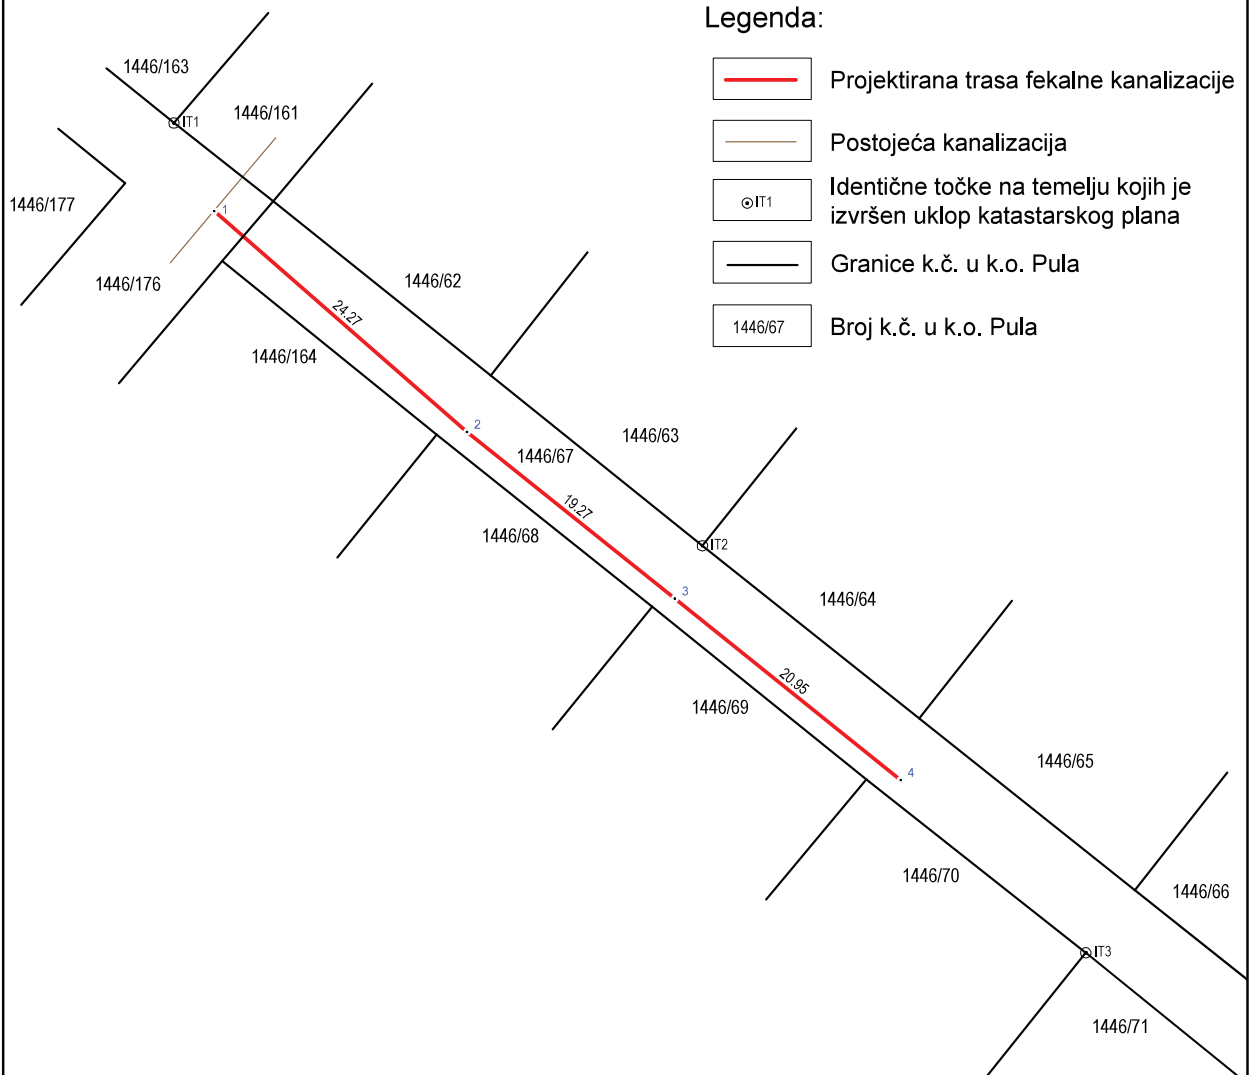 Legenda:
Projektirana trasa fekalne kanalizacije
Postojeća kanalizacija
IT1
Identične točke na temelju kojih je
izvršen uklop katastarskog plana
Granice k.č. u k.o. Pula
1446/67
Broj k.č. u k.o. Pula
1446/163
IT1
1446/161
1446/177
1
1446/176
1446/62
24.27
1446/164
2
1446/63
1446/67
19.27
1446/68
IT2
3
1446/64
20.95
1446/69
1446/65
4
1446/70
1446/66
IT3
1446/71